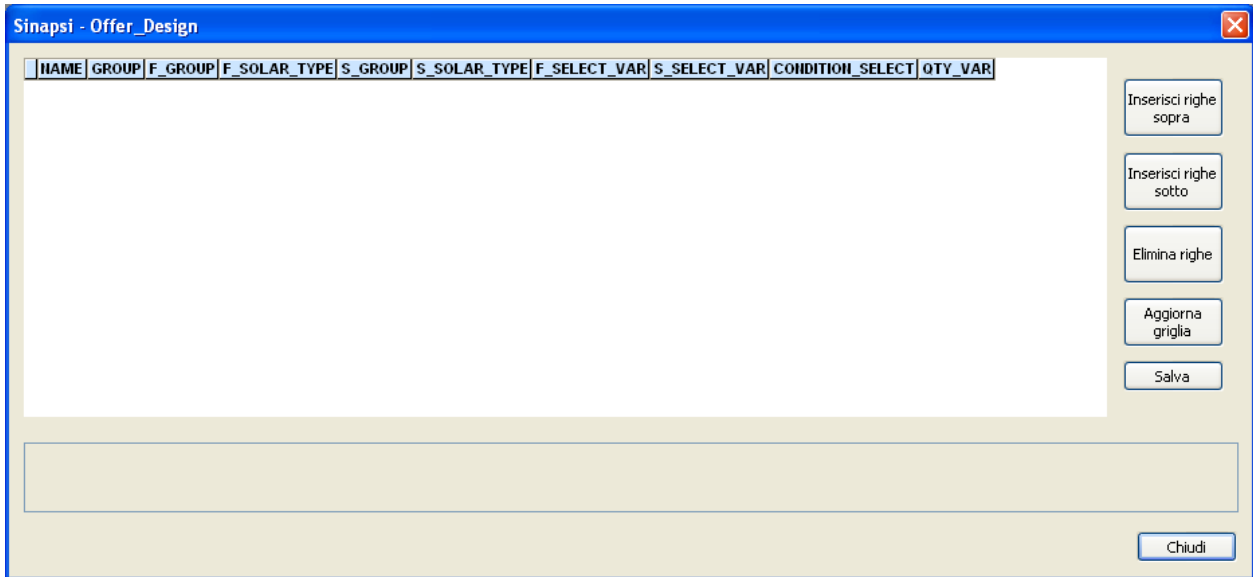 Sinapsi - Offer_Design
NAME GROUP F_GROUP F_SOLAR_TYPE S_GROUP S_SOLAR_TYPE F_SELECT_VAR S_SELECT_VAR CONDITION_SELECT QTY_VAR
Inserisci righe
sopra
Inserisci righe
sotto
Elimina righe
Aggiorna
griglia
Salva
Chiudi